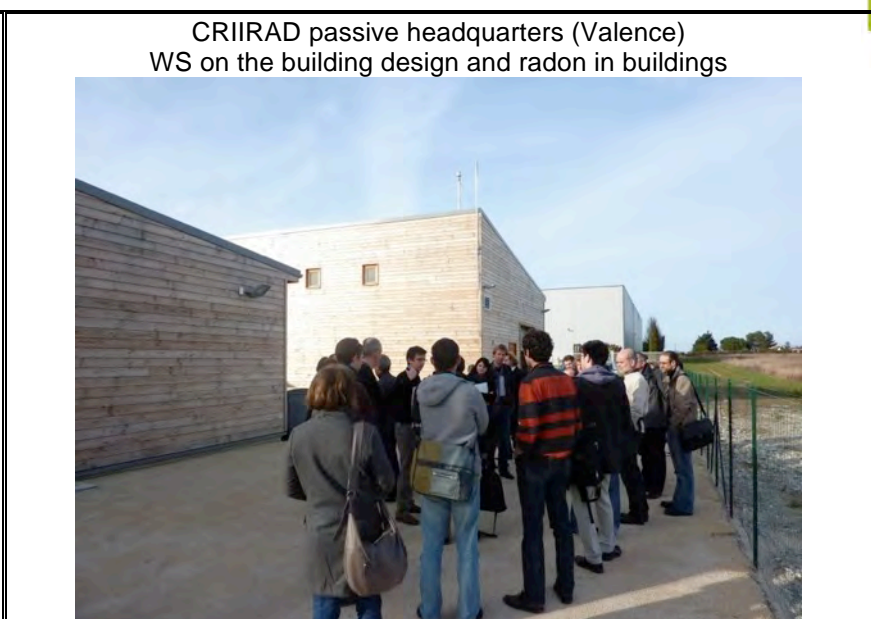 CRIIRAD passive headquarters (Valence)
WS on the building design and radon in buildings